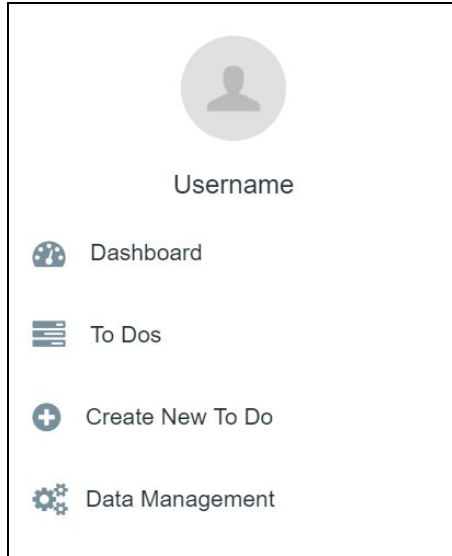 Username
Dashboard
To Dos
Create New To Do
Data Management